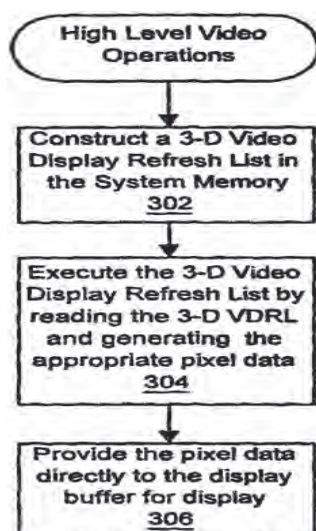 High Level Video
Operations
Construct a 3-D Video
Display Refresh List in
the System Memory
302
Execute the 3-D Video
Display Refresh List by
reading the 3-D VDRL
and generating the
appropriate pixel data
304
Provide the pixel data
directly to the display
buffer for display
306